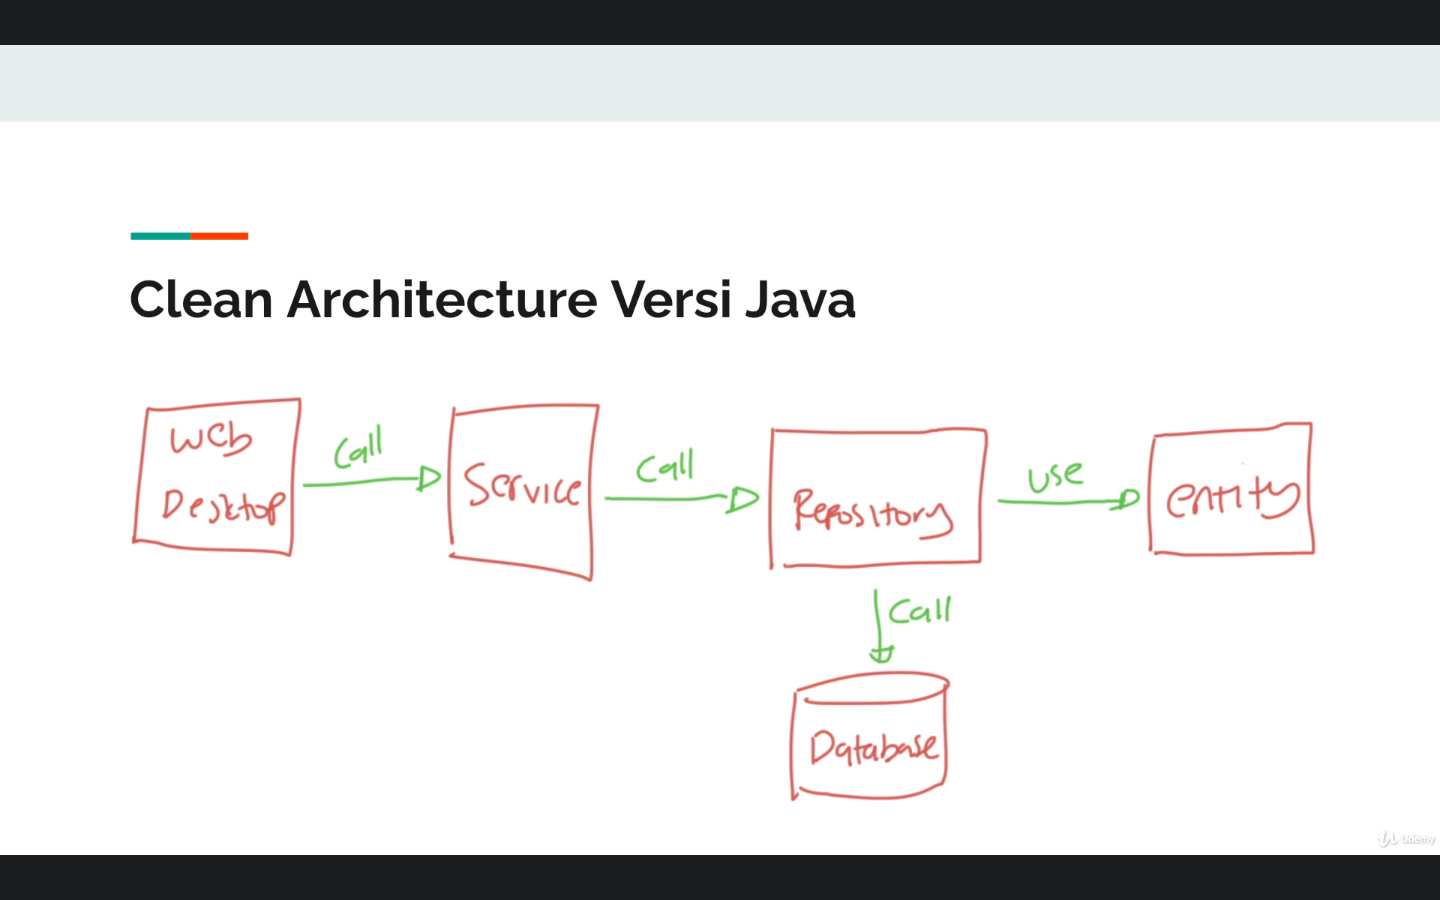 Clean Architecture Versi Java
Web
Desktop
Call
Service
Call
Repository
use
entity
Call
Database
Udemy